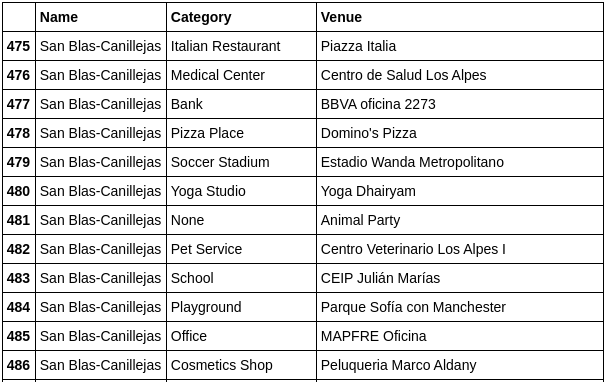 Name Category Venue
475 San Blas-Canillejas Italian Restaurant Piazza Italia
476 San Blas-Canillejas Medical Center Centro de Salud Los Alpes
477 San Blas-Canillejas Bank BBVA oficina 2273
478 San Blas-Canillejas Pizza Place Domino's Pizza
479 San Blas-Canillejas Soccer Stadium Estadio Wanda Metropolitano
480 San Blas-Canillejas Yoga Studio Yoga Dhairyam
481 San Blas-Canillejas None Animal Party
482 San Blas-Canillejas Pet Service Centro Veterinario Los Alpes I
483 San Blas-Canillejas School CEIP Julián Marías
484 San Blas-Canillejas Playground Parque Sofía con Manchester
485 San Blas-Canillejas Office MAPFRE Oficina
486 San Blas-Canillejas Cosmetics Shop Peluqueria Marco Aldany